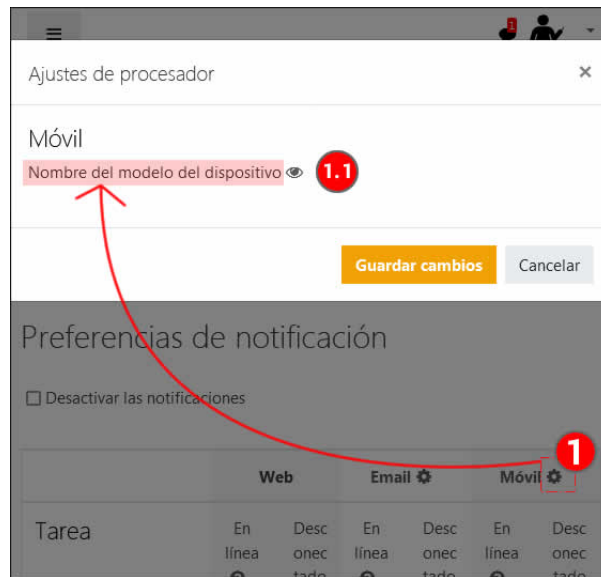 1
Ajustes de procesador ×
Móvil
Nombre del modelo del dispositivo 1.1
Guardar cambios Cancelar
Preferencias de notificación
Desactivar las notificaciones
1
Web Email Móvil
Tarea En Desc En Desc En Desc
línea onec línea onec línea onec
tado tado tado